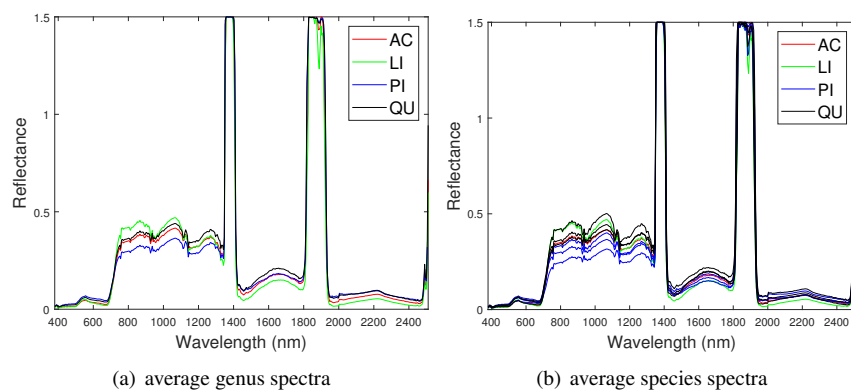 1.5
1
0.5
0
Reflectance
400 600 800 1000 1200 1400 1600 1800 2000 2200 2400
Wavelength (nm)
AC
LI
PI
QU
(a) average genus spectra
1.5
1
0.5
0
Reflectance
400 600 800 1000 1200 1400 1600 1800 2000 2200 2400
Wavelength (nm)
AC
LI
PI
QU
(b) average species spectra